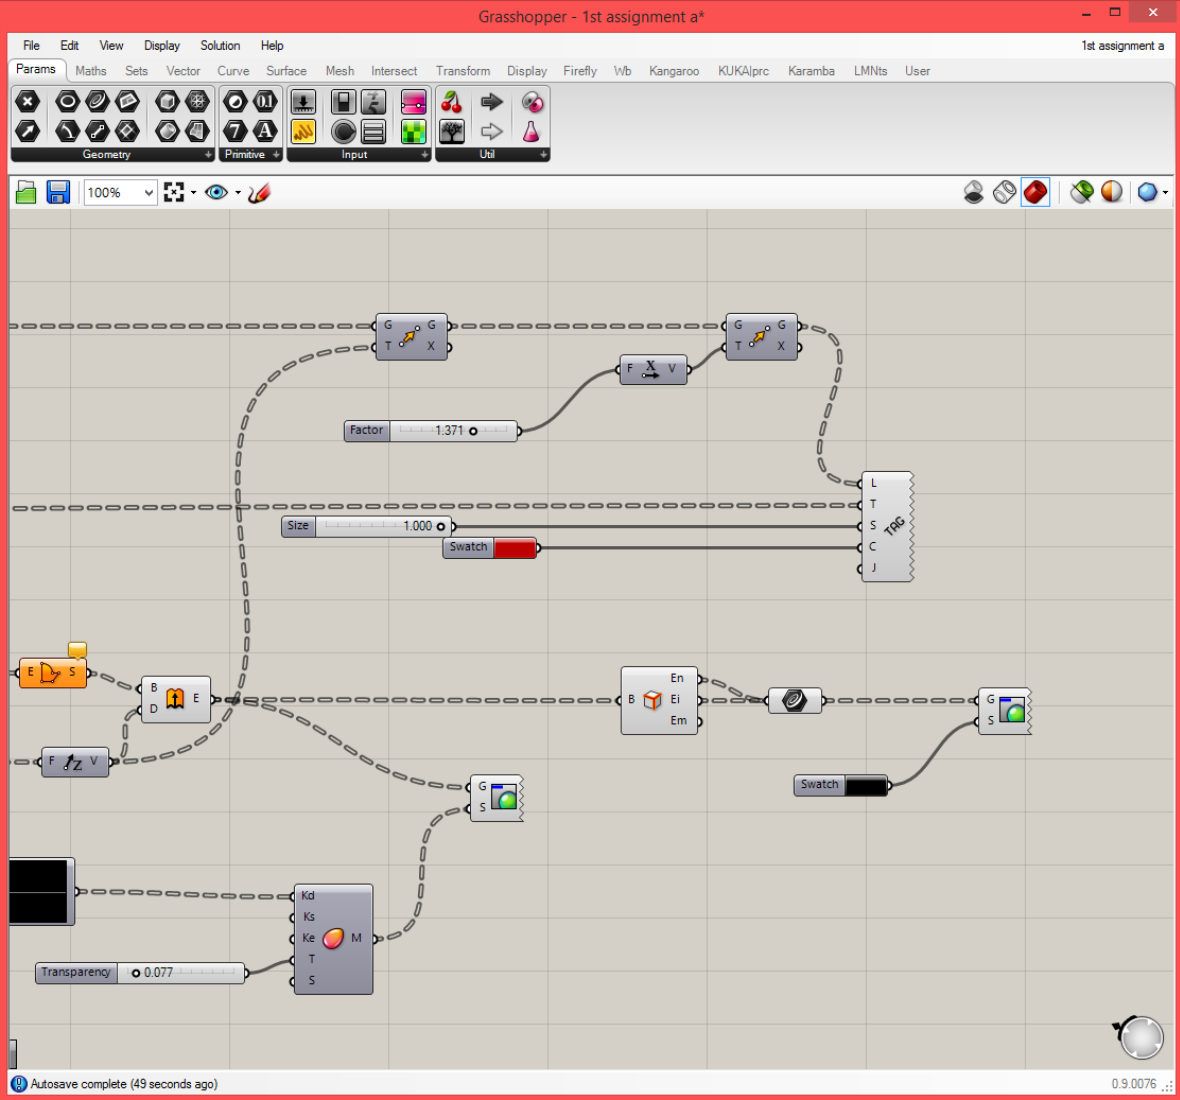 Grasshopper - 1st assignment a*
File Edit View Display Solution Help 1st assignment a
Params Maths Sets Vector Curve Surface Mesh Intersect Transform Display Firefly Wb Kangaroo KUKA|prc Karamba LMNts User
0.1
7 A
Geometry Primitive Input Util
100%
G G
T X
G G
T X
F X V
Factor 1.371
L
T
Size 1.000
S
TAG
Swatch
C
J
E S
B
D
E
F Z V
B
En
Ei
Em
G
S
Swatch
G
S
Kd
Ks
Ke M
T
S
Transparency 0.077
Autosave complete (49 seconds ago) 0.9.0076